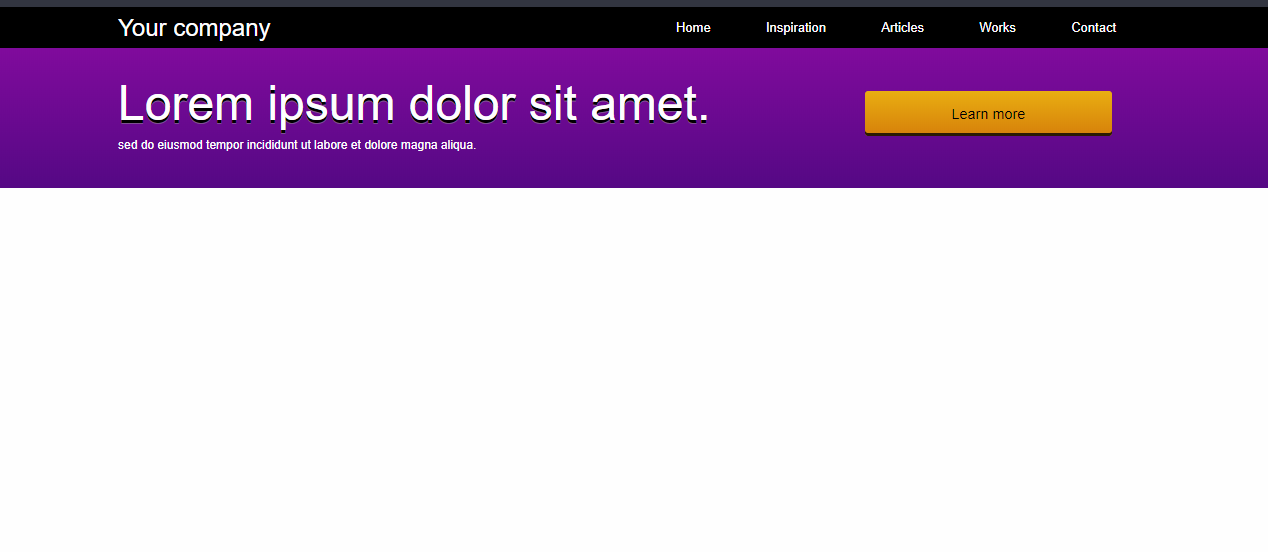 Your company
Home Inspiration Articles Works Contact
Lorem ipsum dolor sit amet.
sed do eiusmod tempor incididunt ut labore et dolore magna aliqua.
Learn more